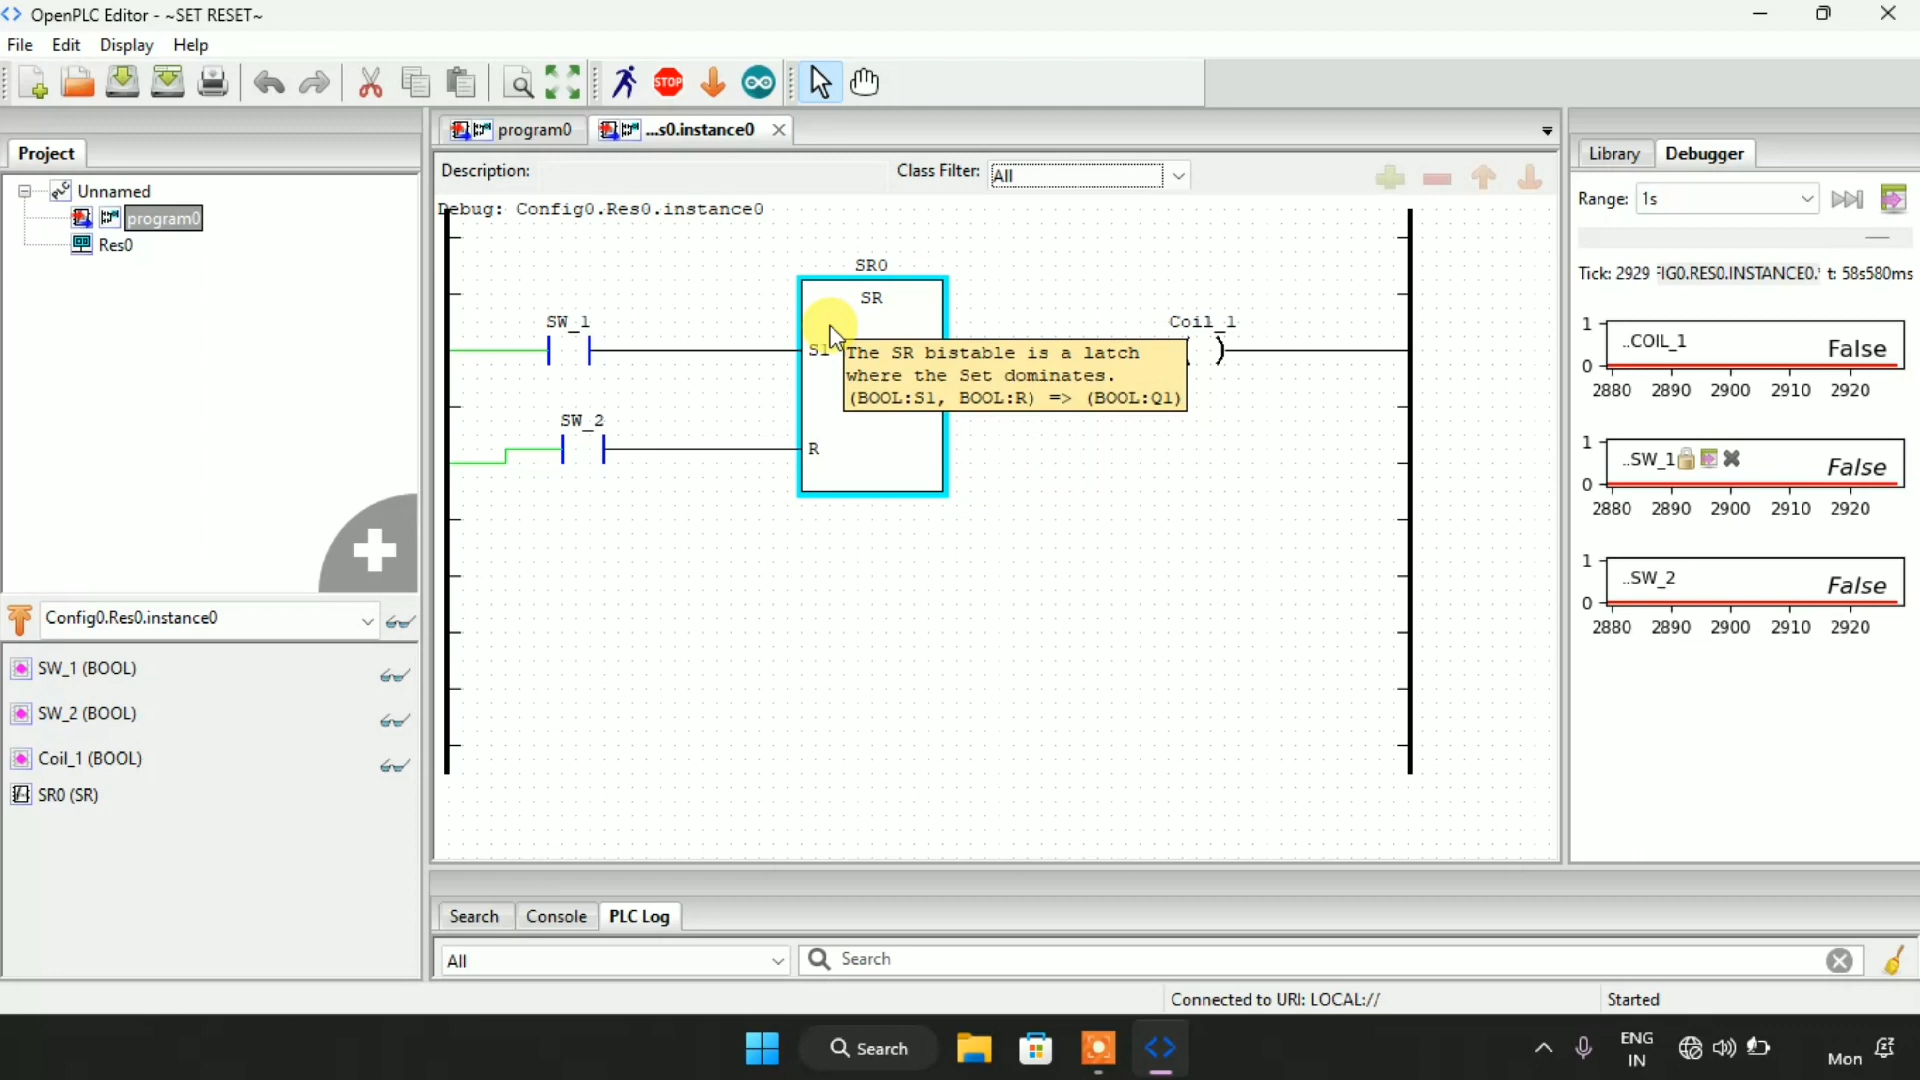 OpenPLC Editor - ~SET RESET~
File Edit Display Help
STOP
Project
Unnamed
program0
Res0
Config0.Res0.instance0
SW_1 (BOOL)
SW_2 (BOOL)
Coil_1 (BOOL)
SR0 (SR)
program0 ...s0.instance0
Description: Class Filter: All
Debug: Config0.Res0.instance0
SR0
SR
SW_1
Coil_1
S1
The SR bistable is a latch
where the Set dominates.
(BOOL:S1, BOOL:R) => (BOOL:Q1)
SW_2
R
Library Debugger
Range: 1s
Tick: 2929 IG0.RES0.INSTANCE0. t: 58s580ms
1
..COIL_1 False
0
2880 2890 2900 2910 2920
1
..SW_1 False
0
2880 2890 2900 2910 2920
1
..SW_2 False
0
2880 2890 2900 2910 2920
Search Console PLC Log
All Search
Connected to URI: LOCAL:// Started
Search
ENG
IN
Mon